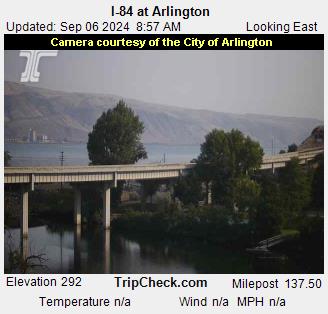 I-84 at Arlington
Updated: Sep 06 2024 8:57 AM Looking East
Camera courtesy of the City of Arlington
Elevation 292 TripCheck.com Milepost 137.50
Temperature n/a Wind n/a MPH n/a